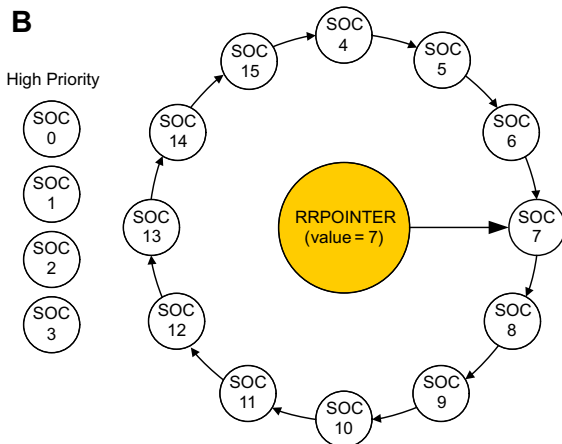 B
High Priority
SOC
0
SOC
1
SOC
2
SOC
3
SOC
4
SOC
5
SOC
6
SOC
7
SOC
8
SOC
9
SOC
10
SOC
11
SOC
12
SOC
13
SOC
14
SOC
15
RRPOINTER
(value = 7)